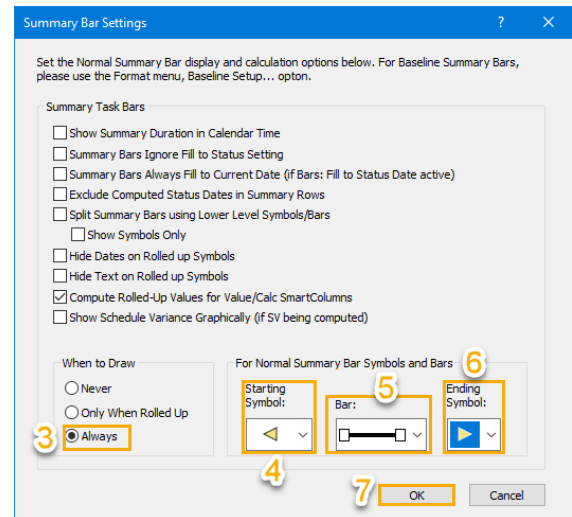 Summary Bar Settings
?
Set the Normal Summary Bar display and calculation options below. For Baseline Summary Bars,
please use the Format menu, Baseline Setup... opton.
Summary Task Bars
Show Summary Duration in Calendar Time
Summary Bars Ignore Fill to Status Setting
Summary Bars Always Fill to Current Date (if Bars: Fill to Status Date active)
Exclude Computed Status Dates in Summary Rows
Split Summary Bars using Lower Level Symbols/Bars
Show Symbols Only
Hide Dates on Rolled up Symbols
Hide Text on Rolled up Symbols
Compute Rolled-Up Values for Value/Calc SmartColumns
Show Schedule Variance Graphically (if SV being computed)
When to Draw
Never
Only When Rolled Up
3 Always
For Normal Summary Bar Symbols and Bars
Starting
Symbol:
4
5
Bar:
6
Ending
Symbol:
7 OK
Cancel